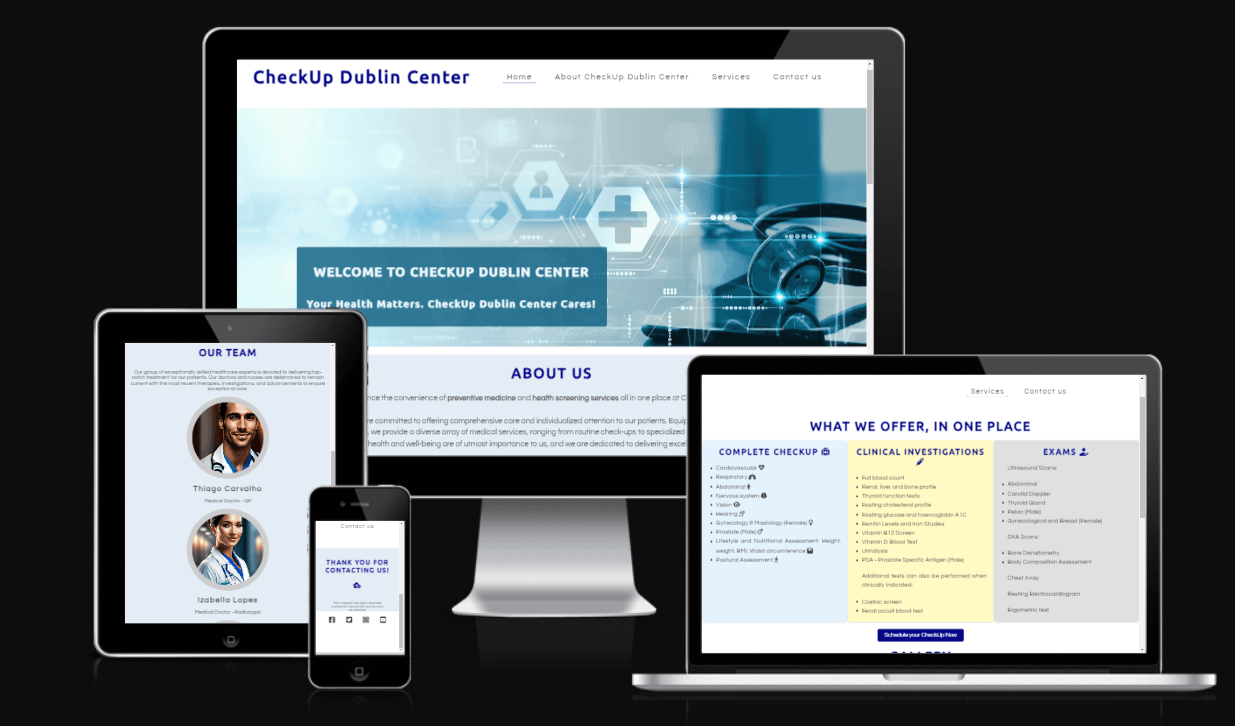 CheckUp Dublin Center
Home About CheckUp Dublin Center Services Contact us
WELCOME TO CHECKUP DUBLIN CENTER
Your Health Matters. CheckUp Dublin Center Cares!
ABOUT US
nce the convenience of preventive medicine and health screening services all in one place at C
re committed to offering comprehensive care and individualized attention to our patients. Equip
, we provide a diverse array of medical services, ranging from routine check-ups to specialized
health and well-being are of utmost importance to us, and we are dedicated to delivering excel
OUR TEAM
Our group of exceptionally skilled healthcare experts is devoted to delivering top-
notch treatment for our patients. Our doctors and nurses are determined to remain
current with the most recent therapies, investigations, and advancements to ensure
exceptional care.
Thiago Carvalho
Medical Doctor - GP
Izabella Lopes
Medical Doctor - Radiologist
Contact us
THANK YOU FOR
CONTACTING US!
Your request has been received,
Services Contact us
WHAT WE OFFER, IN ONE PLACE
COMPLETE CHECKUP
Cardiovascular
Respiratory
Abdominal
Nervous system
Vision
Hearing
Gynecology & Mastology (Female)
Prostate (Male)
Lifestyle and Nutritional Assessment: Height,
weight, BMI, Waist circumference
Postural Assessment
CLINICAL INVESTIGATIONS
Full blood count
Renal, liver and bone profile
Thyroid function tests
Fasting cholesterol profile
Fasting glucose and haemoglobin A1C
Ferritin Levels and Iron Studies
Vitamin B12 Screen
Vitamin D Blood Test
Urinalysis
PSA - Prostate Specific Antigen (Male)
Additional tests can also be performed when
clinically indicated:
Coeliac screen
Fecal occult blood test
EXAMS
Ultrasound Scans:
Abdominal
Carotid Doppler
Thyroid Gland
Pelvic (Male)
Gynecological and Breast (Female)
DXA Scans:
Bone Densitometry
Body Composition Assessment
Chest X-ray
Resting Electrocardiogram
Ergometric test
Schedule your CheckUp Now
GALLERY